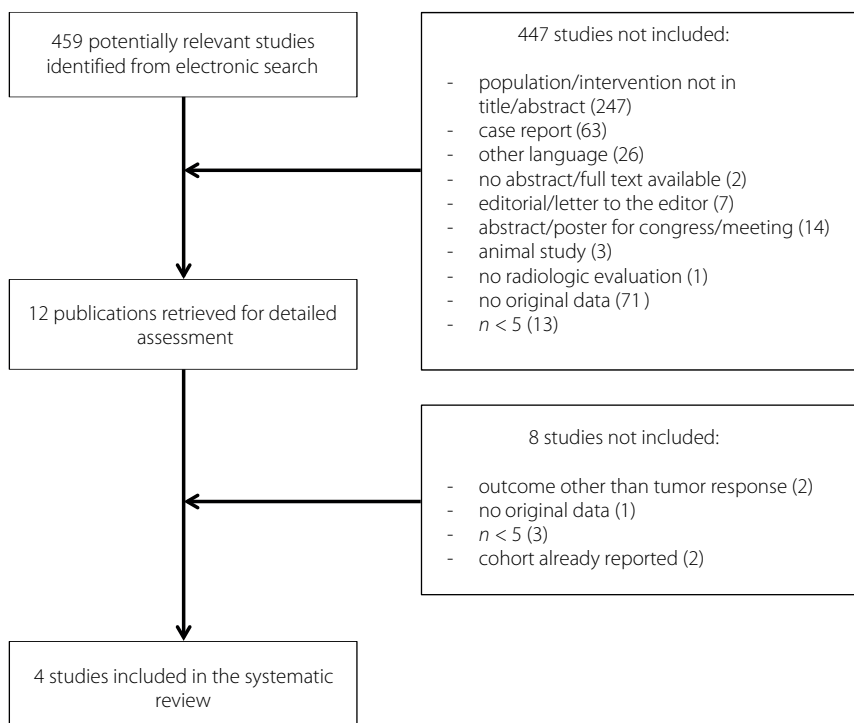 459 potentially relevant studies
identified from electronic search
447 studies not included:
- population/intervention not in
title/abstract (247)
- case report (63)
- other language (26)
- no abstract/full text available (2)
- editorial/letter to the editor (7)
- abstract/poster for congress/meeting (14)
- animal study (3)
- no radiologic evaluation (1)
- no original data (71)
- n < 5 (13)
12 publications retrieved for detailed
assessment
8 studies not included:
- outcome other than tumor response (2)
- no original data (1)
- n < 5 (3)
- cohort already reported (2)
4 studies included in the systematic
review